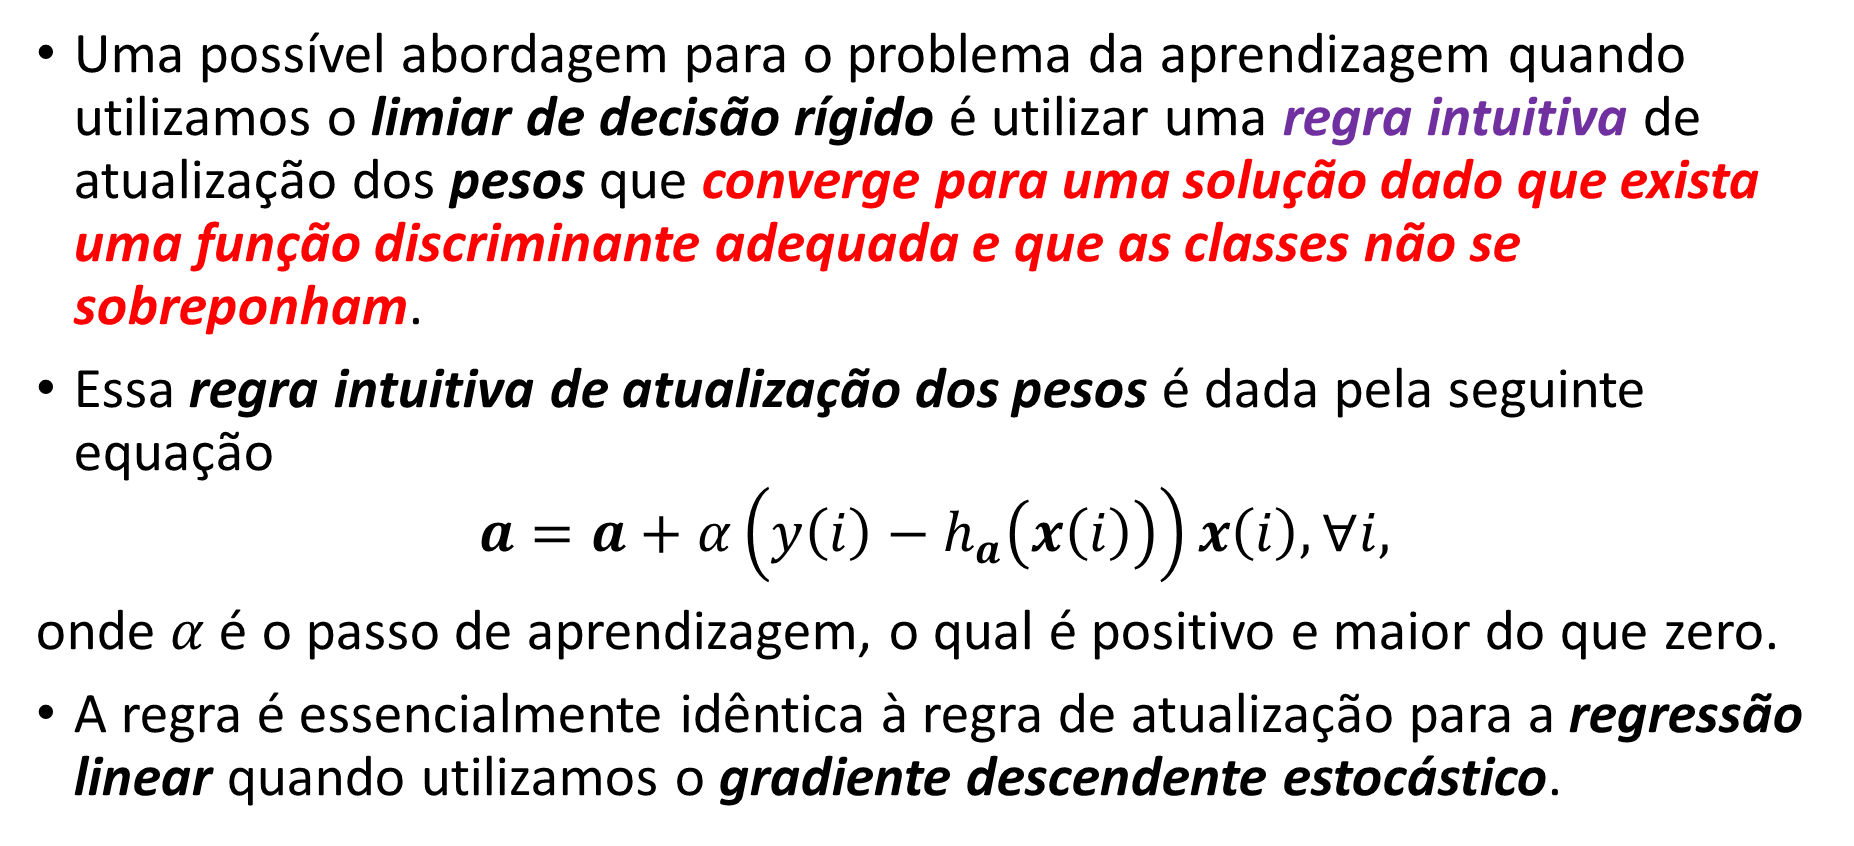 • Uma possível abordagem para o problema da aprendizagem quando
utilizamos o limiar de decisão rígido é utilizar uma regra intuitiva de
atualização dos pesos que converge para uma solução dado que exista
uma função discriminante adequada e que as classes não se
sobreponham.
• Essa regra intuitiva de atualização dos pesos é dada pela seguinte
equação
𝒂 = 𝒂 + α (y(i) − h𝒂(𝒙(i))) 𝒙(i), ∀i,
onde α é o passo de aprendizagem, o qual é positivo e maior do que zero.
• A regra é essencialmente idêntica à regra de atualização para a regressão
linear quando utilizamos o gradiente descendente estocástico.